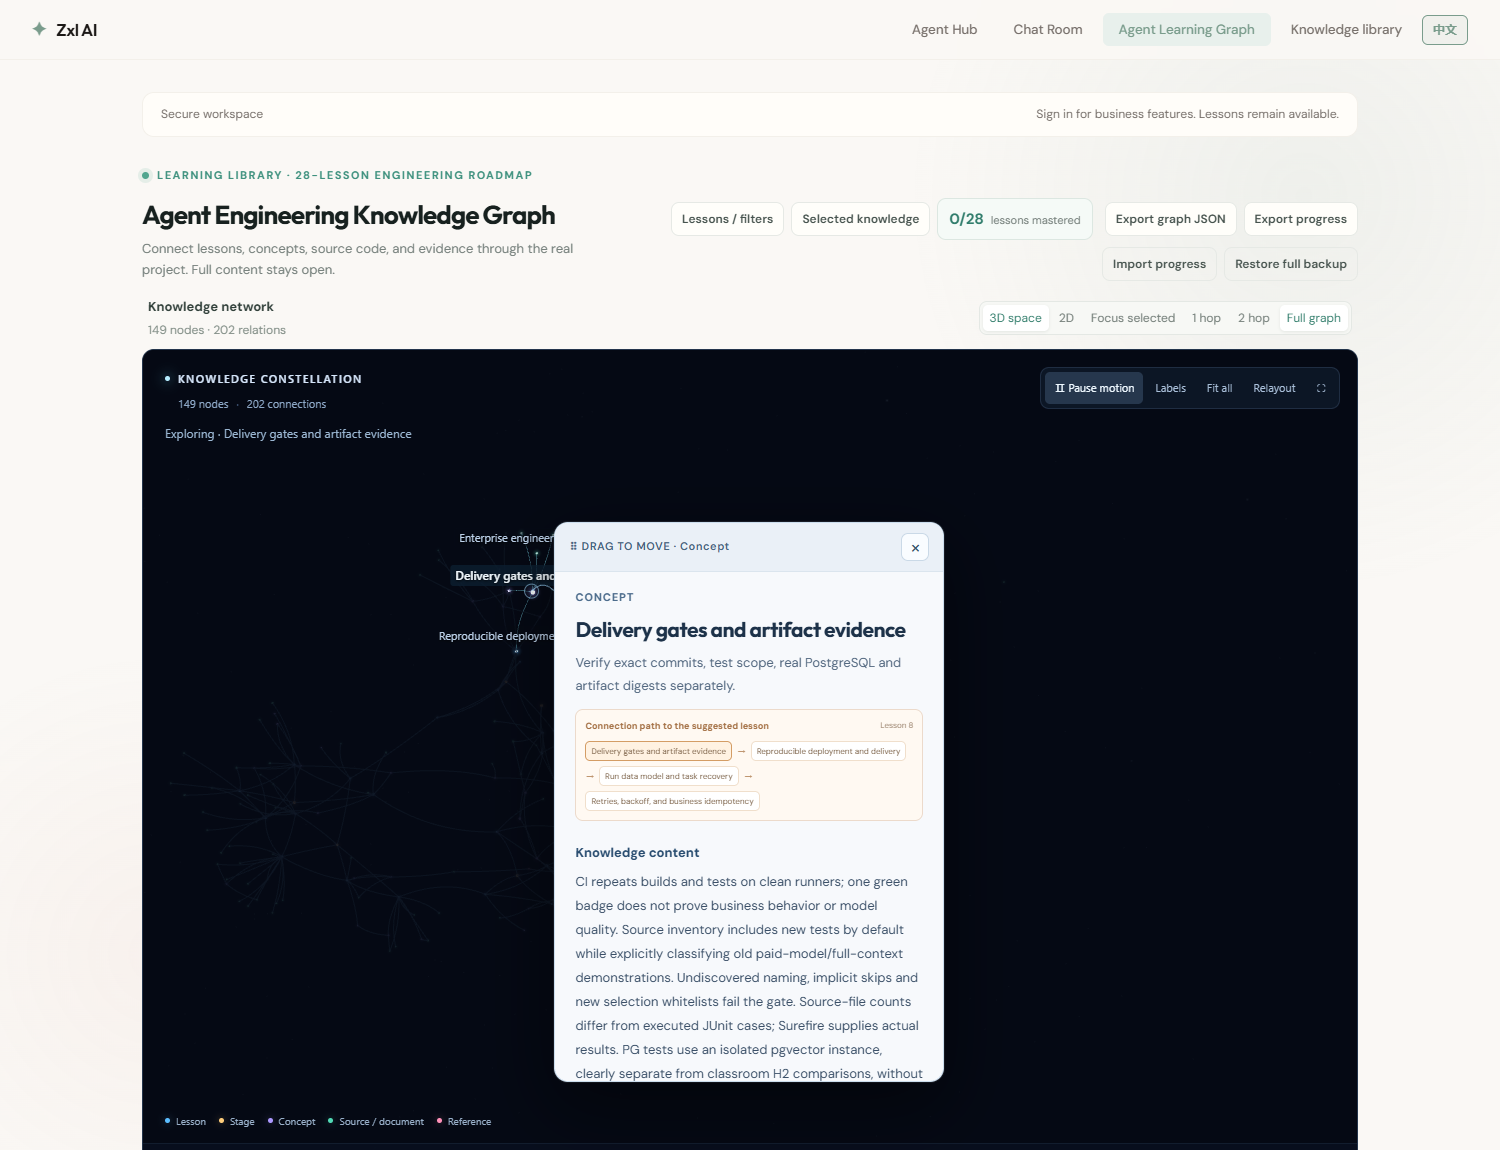 Zxl AI
Agent Hub
Chat Room
Agent Learning Graph
Knowledge library
中文
Secure workspace
Sign in for business features. Lessons remain available.
LEARNING LIBRARY · 28-LESSON ENGINEERING ROADMAP
Agent Engineering Knowledge Graph
Connect lessons, concepts, source code, and evidence through the real
project. Full content stays open.
Lessons / filters
Selected knowledge
0/28 lessons mastered
Export graph JSON
Export progress
Import progress
Restore full backup
Knowledge network
149 nodes · 202 relations
3D space
2D
Focus selected
1 hop
2 hop
Full graph
KNOWLEDGE CONSTELLATION
149 nodes · 202 connections
Exploring · Delivery gates and artifact evidence
Pause motion
Labels
Fit all
Relayout
Enterprise engineer
Delivery gates and
Reproducible deployme
DRAG TO MOVE · Concept
×
CONCEPT
Delivery gates and artifact evidence
Verify exact commits, test scope, real PostgreSQL and
artifact digests separately.
Connection path to the suggested lesson
Lesson 8
Delivery gates and artifact evidence → Reproducible deployment and delivery
→ Run data model and task recovery →
Retries, backoff, and business idempotency
Knowledge content
CI repeats builds and tests on clean runners; one green
badge does not prove business behavior or model
quality. Source inventory includes new tests by default
while explicitly classifying old paid-model/full-context
demonstrations. Undiscovered naming, implicit skips and
new selection whitelists fail the gate. Source-file counts
differ from executed JUnit cases; Surefire supplies actual
results. PG tests use an isolated pgvector instance,
clearly separate from classroom H2 comparisons, without
Lesson
Stage
Concept
Source / document
Reference